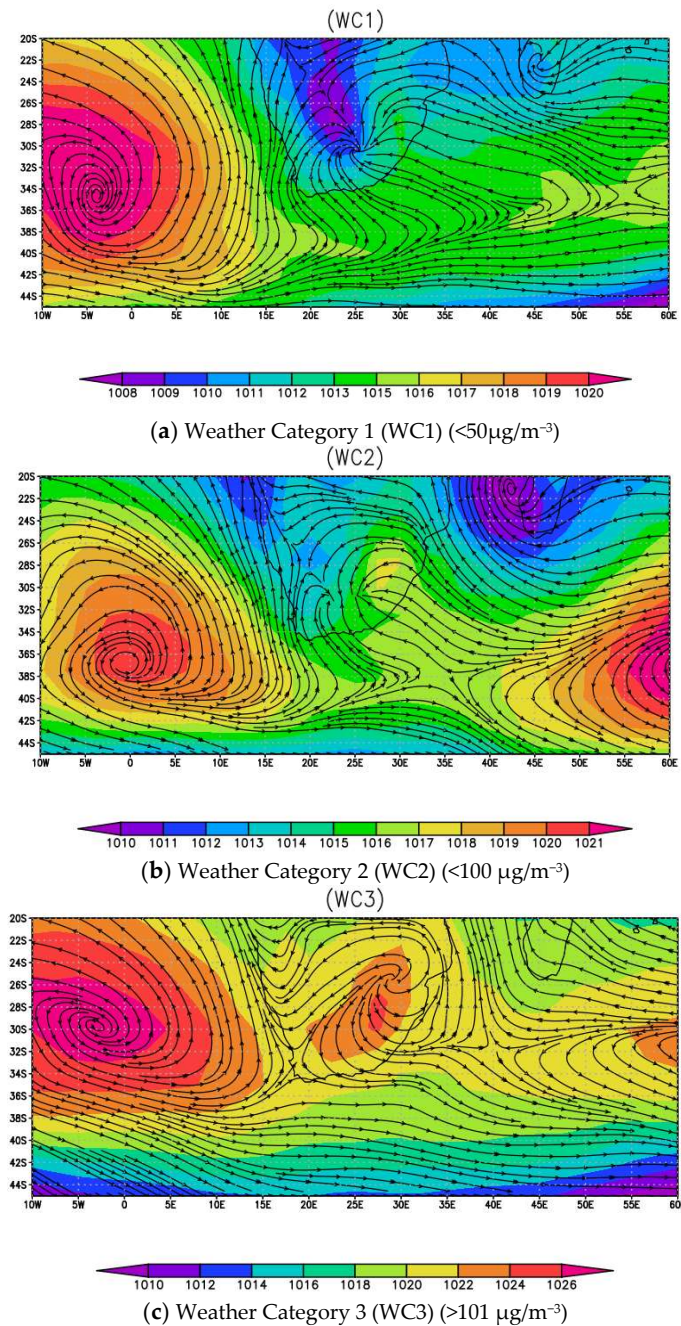 (WC1)
20S
22S
24S
26S
28S
30S
32S
34S
36S
38S
40S
42S
44S
10W 5W 0 5E 10E 15E 20E 25E 30E 35E 40E 45E 50E 55E 60E
1008 1009 1010 1011 1012 1013 1015 1015 1016 1017 1018 1019 1020
(a) Weather Category 1 (WC1) (<50µg/m⁻³)
(WC2)
20S
22S
24S
26S
28S
30S
32S
34S
36S
38S
40S
42S
44S
10W 5W 0 5E 10E 15E 20E 25E 30E 35E 40E 45E 50E 55E 60E
1010 1011 1012 1013 1014 1015 1016 1017 1018 1019 1020 1021
(b) Weather Category 2 (WC2) (<100 µg/m⁻³)
(WC3)
20S
22S
24S
26S
28S
30S
32S
34S
36S
38S
40S
42S
44S
10W 5W 0 5E 10E 15E 20E 25E 30E 35E 40E 45E 50E 55E 60E
1010 1012 1014 1016 1018 1020 1022 1024 1026
(c) Weather Category 3 (WC3) (>101 µg/m⁻³)